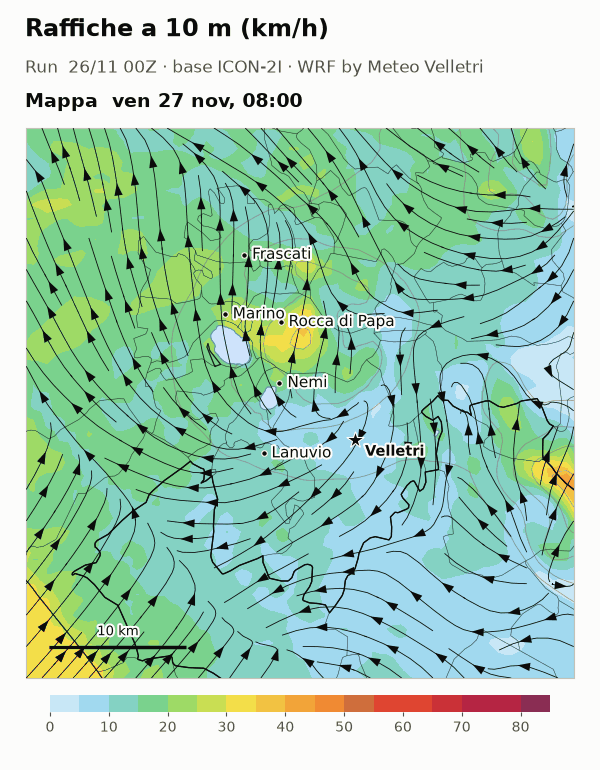 Raffiche a 10 m (km/h)
Run  26/11 00Z · base ICON-2I · WRF by Meteo Velletri
Mappa  ven 27 nov, 08:00
Frascati
Marino
Rocca di Papa
Nemi
Velletri
Lanuvio
10 km
0 10 20 30 40 50 60 70 80